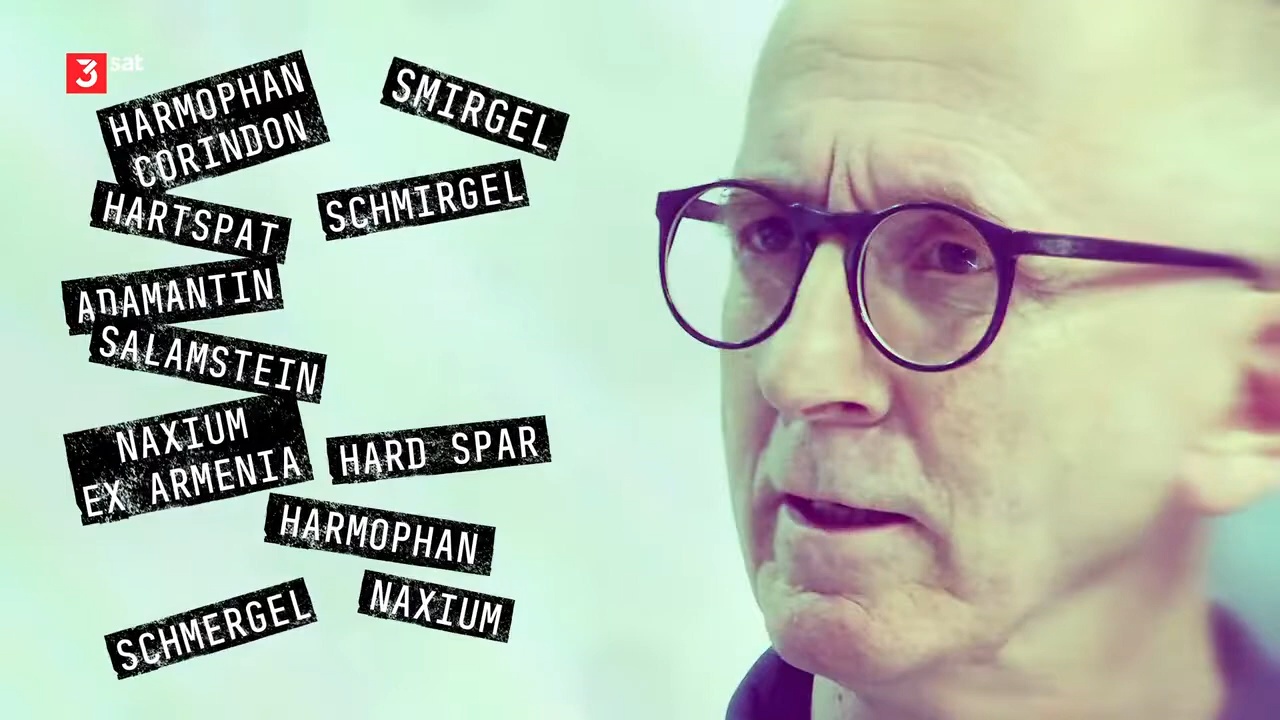 3sat
HARMOPHAN
CORINDON
SMIRGEL
HARTSPAT
SCHMIRGEL
ADAMANTIN
SALAMSTEIN
NAXIUM
EX ARMENIA
HARD SPAR
HARMOPHAN
NAXIUM
SCHMERGEL